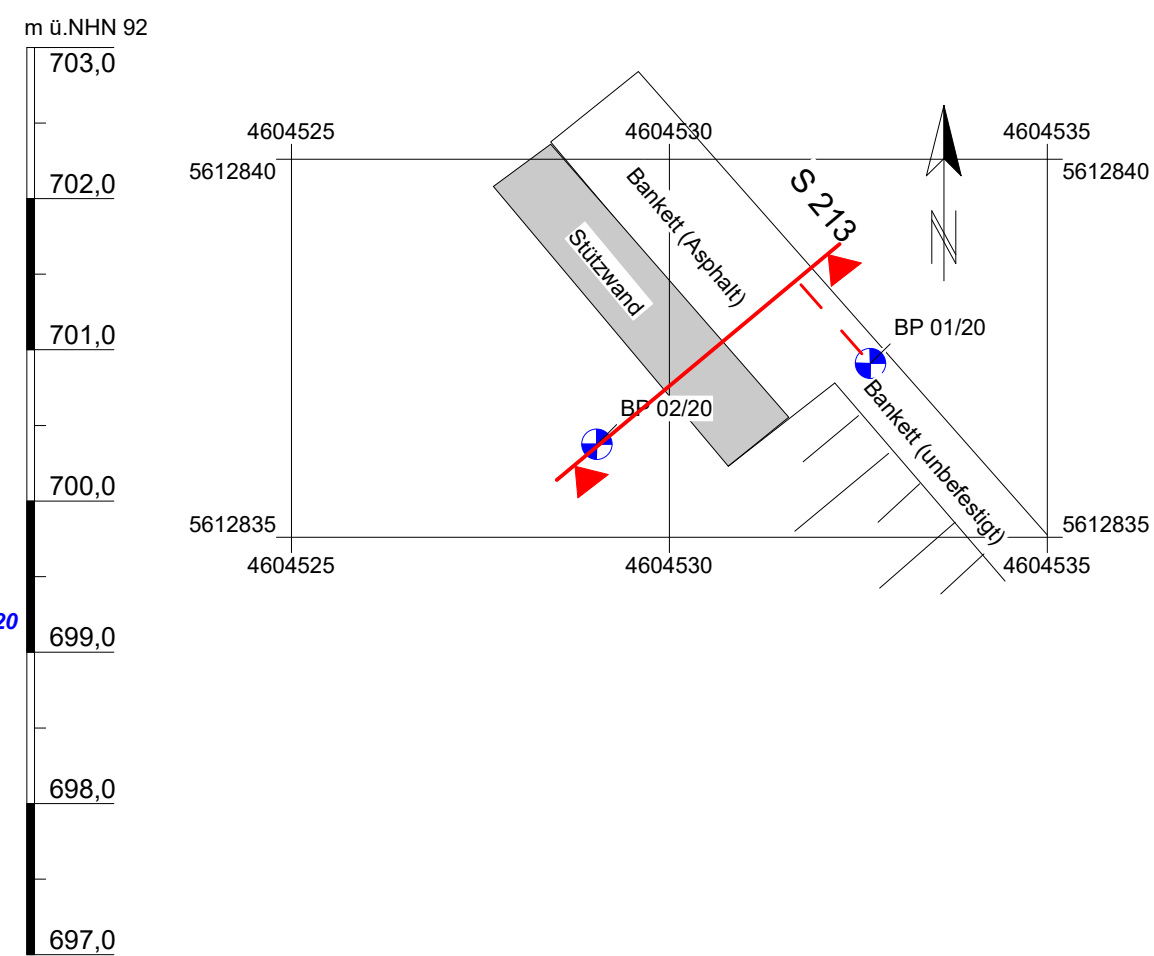 m ü.NHN 92
703,0
702,0
701,0
700,0
20
699,0
698,0
697,0
4604525
4604530
4604535
5612840
5612840
S 213
Bankett (Asphalt)
Stützwand
BP 01/20
BP 02/20
Bankett (unbefestigt)
N
5612835
5612835
4604525
4604530
4604535